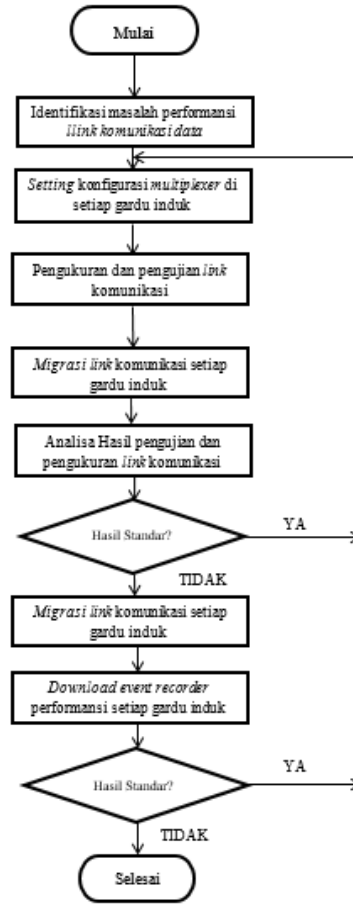 Mulai
Identifikasi masalah performansi
llink komunikasi data
Setting konfigurasi multiplexer di
setiap gardu induk
Pengukuran dan pengujian link
komunikasi
Migrasi link komunikasi setiap
gardu induk
Analisa Hasil pengujian dan
pengukuran link komunikasi
Hasil Standar?
YA
TIDAK
Migrasi link komunikasi setiap
gardu induk
Download event recorder
performansi setiap gardu induk
Hasil Standar?
YA
TIDAK
Selesai